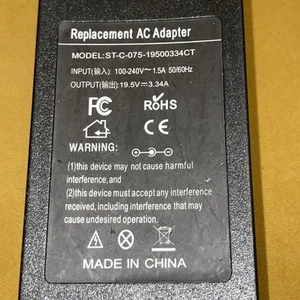 Replacement AC Adapter
MODEL:ST-C-075-19500334CT
INPUT(输入): 100-240V～1.5A 50/60Hz
OUTPUT(输出):19.5V⎓3.34A
FC CE
WARNING:
(1)this device may not cause harmful
interference,and
(2)this device must accept any interference
received,including interference that may
cause undesired operation.
MADE IN CHINA